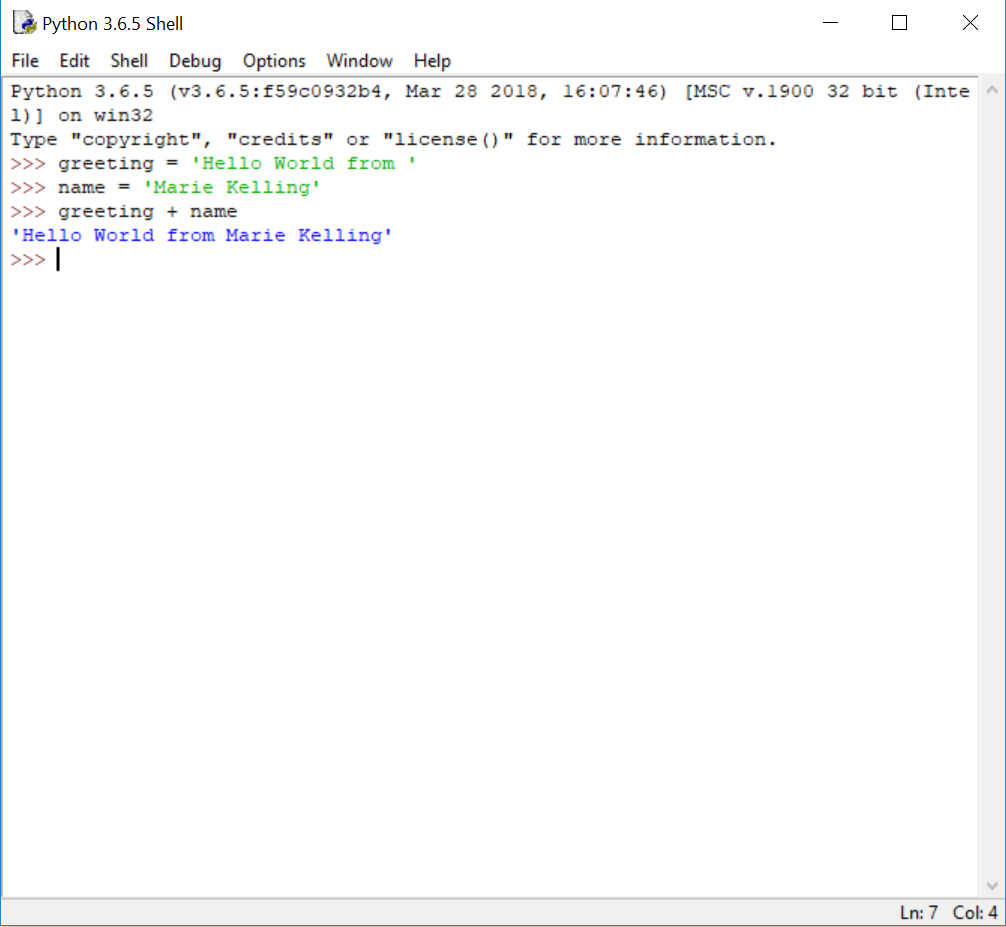 Python 3.6.5 Shell
File Edit Shell Debug Options Window Help
Python 3.6.5 (v3.6.5:f59c0932b4, Mar 28 2018, 16:07:46) [MSC v.1900 32 bit (Inte
l)] on win32
Type "copyright", "credits" or "license()" for more information.
>>> greeting = 'Hello World from '
>>> name = 'Marie Kelling'
>>> greeting + name
'Hello World from Marie Kelling'
>>>
Ln: 7 Col: 4